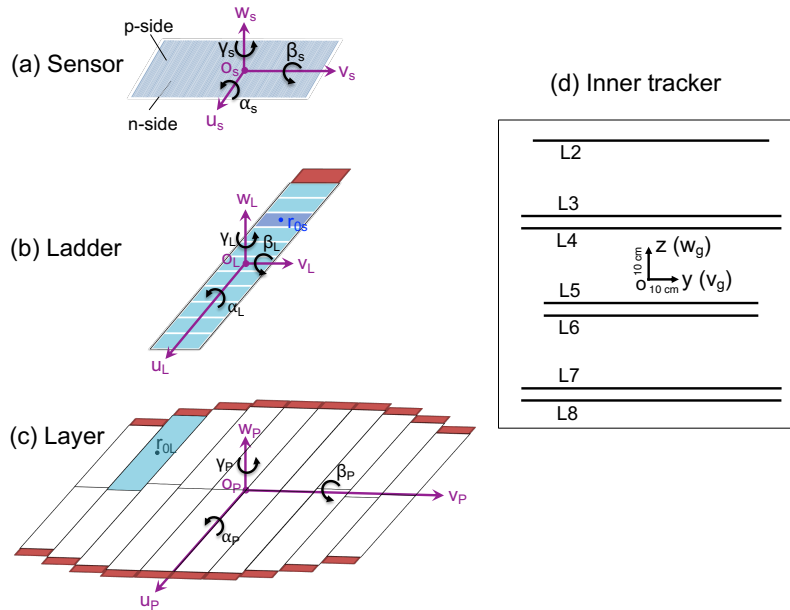 (a) Sensor
p-side
n-side
w_s
γ_s
β_s
o_s
v_s
α_s
u_s
(b) Ladder
w_L
r_0s
γ_L
β_L
o_L
v_L
α_L
u_L
(c) Layer
r_0L
w_P
γ_P
β_P
o_P
v_P
α_P
u_P
(d) Inner tracker
L2
L3
L4
z (w_g)
10 cm
o
10 cm
y (v_g)
L5
L6
L7
L8